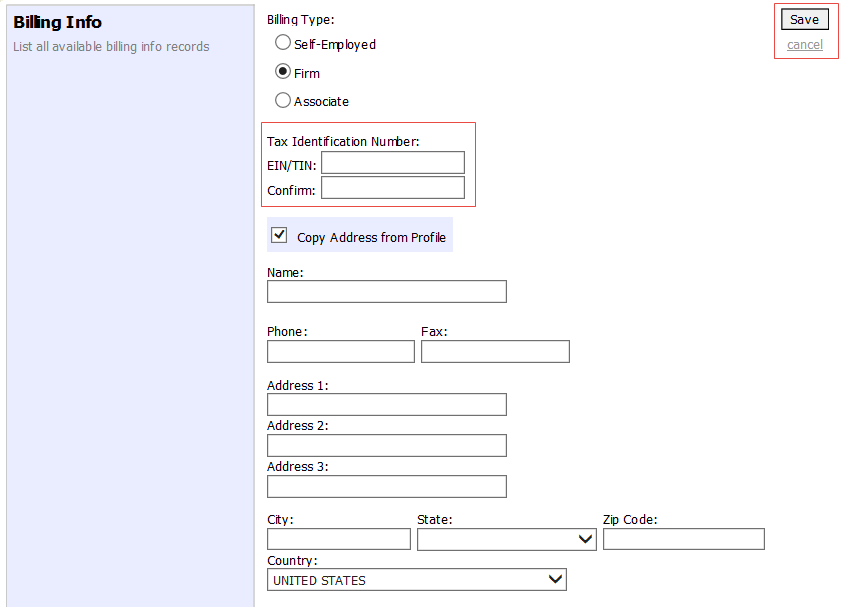 Billing Info
List all available billing info records
Billing Type:
Self-Employed
Firm
Associate
Save
cancel
Tax Identification Number:
EIN/TIN:
Confirm:
Copy Address from Profile
Name:
Phone: Fax:
Address 1:
Address 2:
Address 3:
City: State: Zip Code:
Country:
UNITED STATES